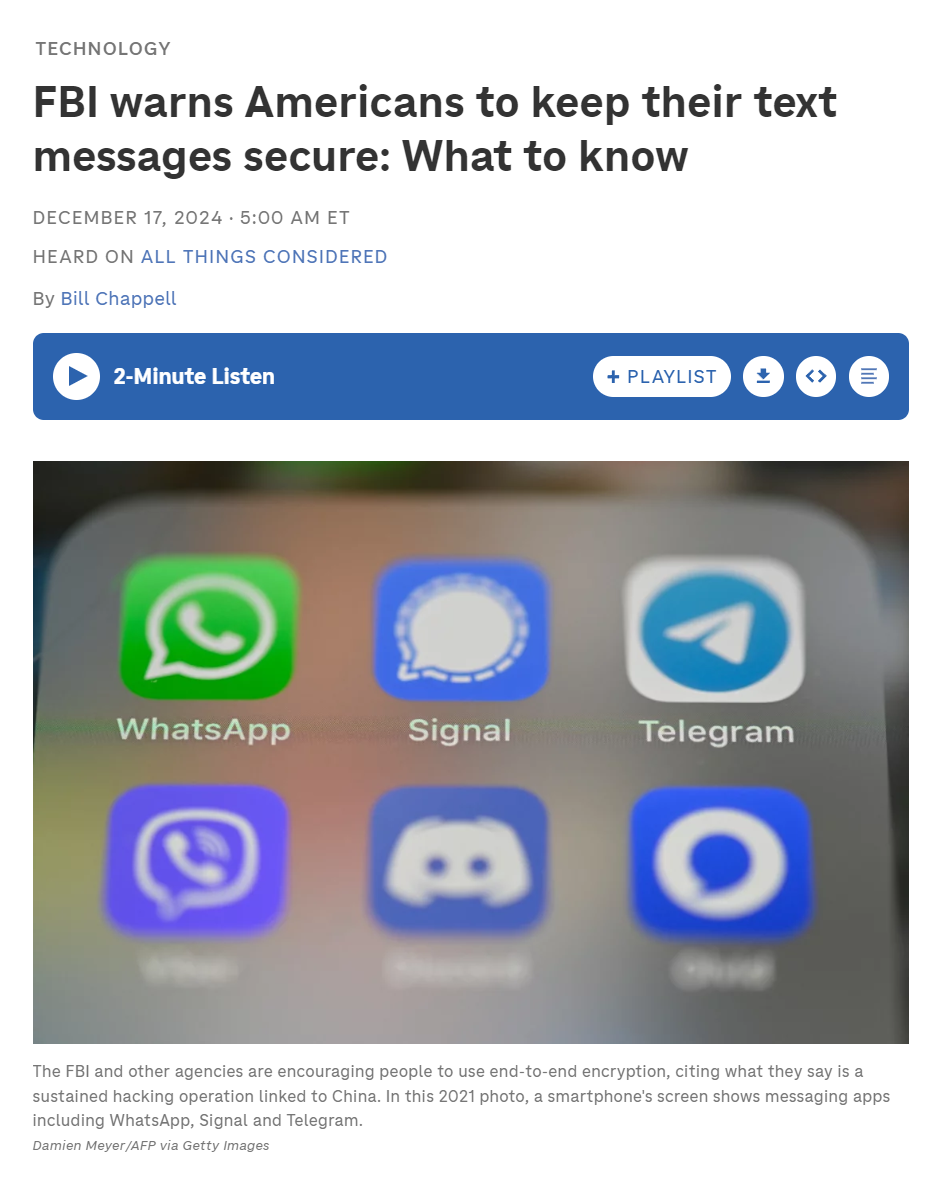 TECHNOLOGY
FBI warns Americans to keep their text
messages secure: What to know
DECEMBER 17, 2024 · 5:00 AM ET
HEARD ON ALL THINGS CONSIDERED
By Bill Chappell
2-Minute Listen
+ PLAYLIST
WhatsApp
Signal
Telegram
The FBI and other agencies are encouraging people to use end-to-end encryption, citing what they say is a
sustained hacking operation linked to China. In this 2021 photo, a smartphone's screen shows messaging apps
including WhatsApp, Signal and Telegram.
Damien Meyer/AFP via Getty Images